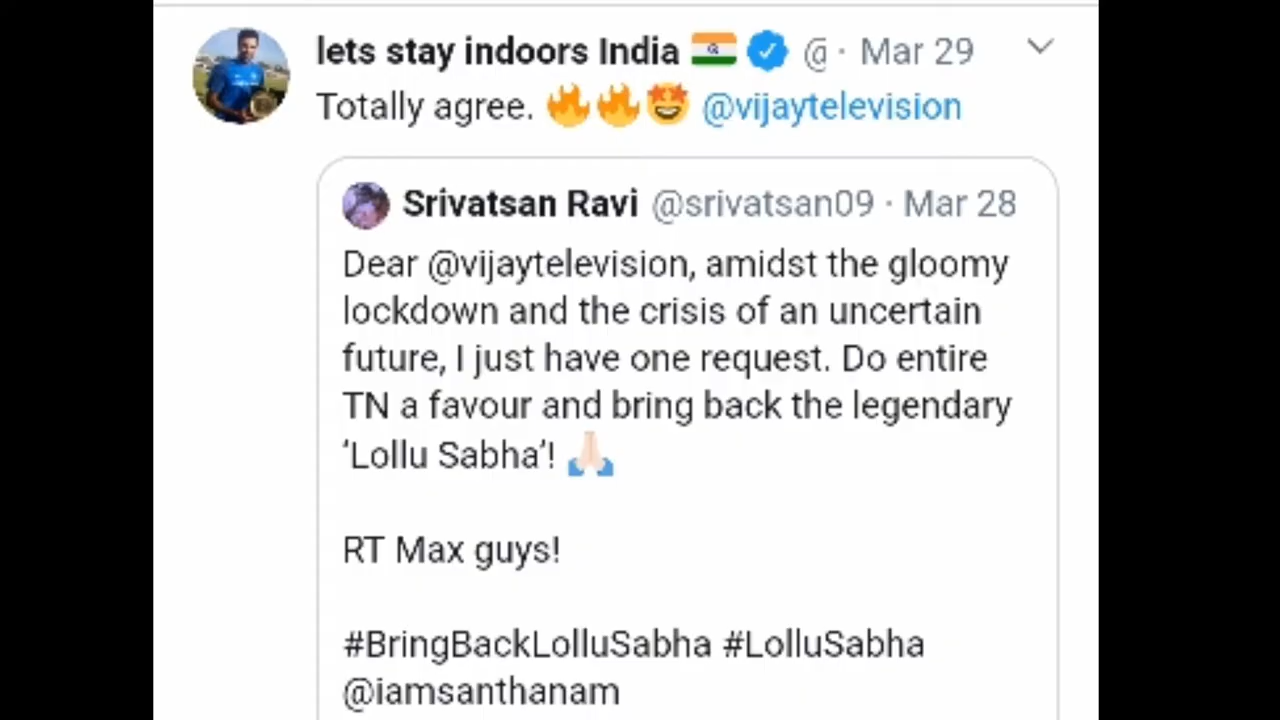 lets stay indoors India 🇮🇳 @ · Mar 29
Totally agree. 🔥🔥🤩 @vijaytelevision
Srivatsan Ravi @srivatsan09 · Mar 28
Dear @vijaytelevision, amidst the gloomy
lockdown and the crisis of an uncertain
future, I just have one request. Do entire
TN a favour and bring back the legendary
‘Lollu Sabha’! 🙏🏻
RT Max guys!
#BringBackLolluSabha #LolluSabha
@iamsanthanam